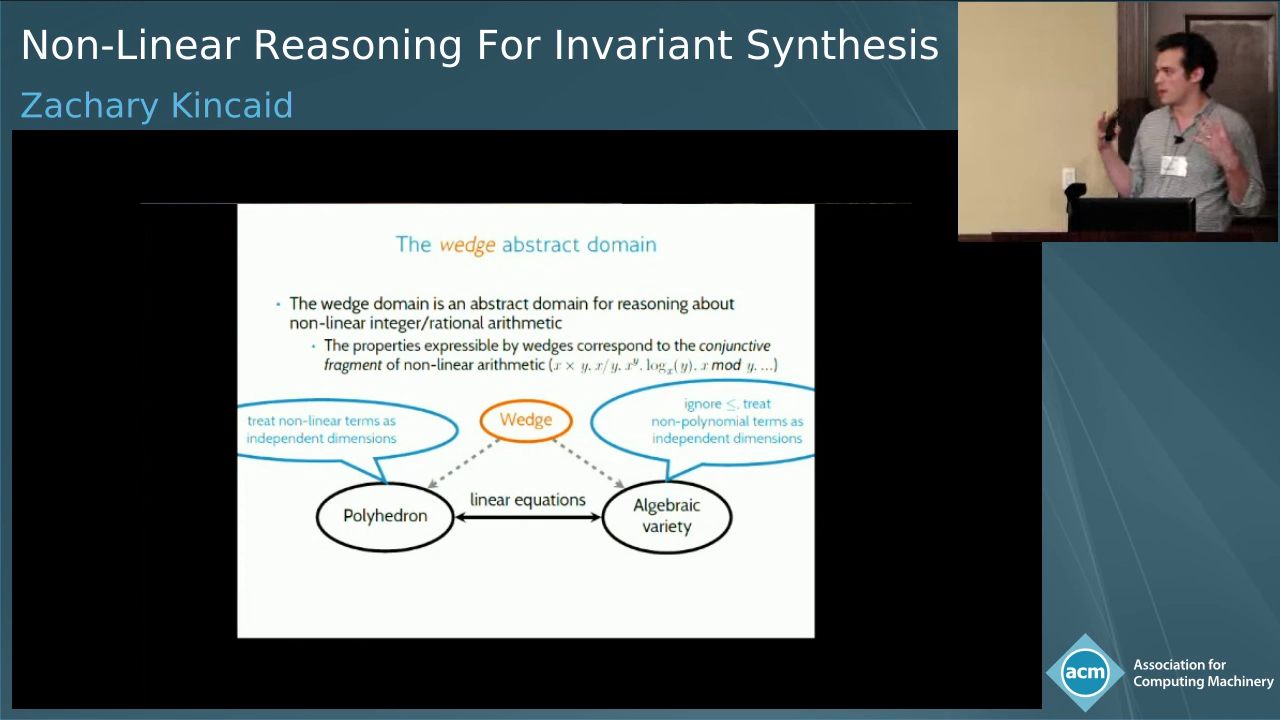 Non-Linear Reasoning For Invariant Synthesis
Zachary Kincaid
The wedge abstract domain
• The wedge domain is an abstract domain for reasoning about
non-linear integer/rational arithmetic
• The properties expressible by wedges correspond to the conjunctive
fragment of non-linear arithmetic (x × y, x/y, x^y, log_x(y), x mod y, ...)
treat non-linear terms as
independent dimensions
Wedge
ignore ≤, treat
non-polynomial terms as
independent dimensions
Polyhedron
linear equations
Algebraic
variety
acm
Association for
Computing Machinery